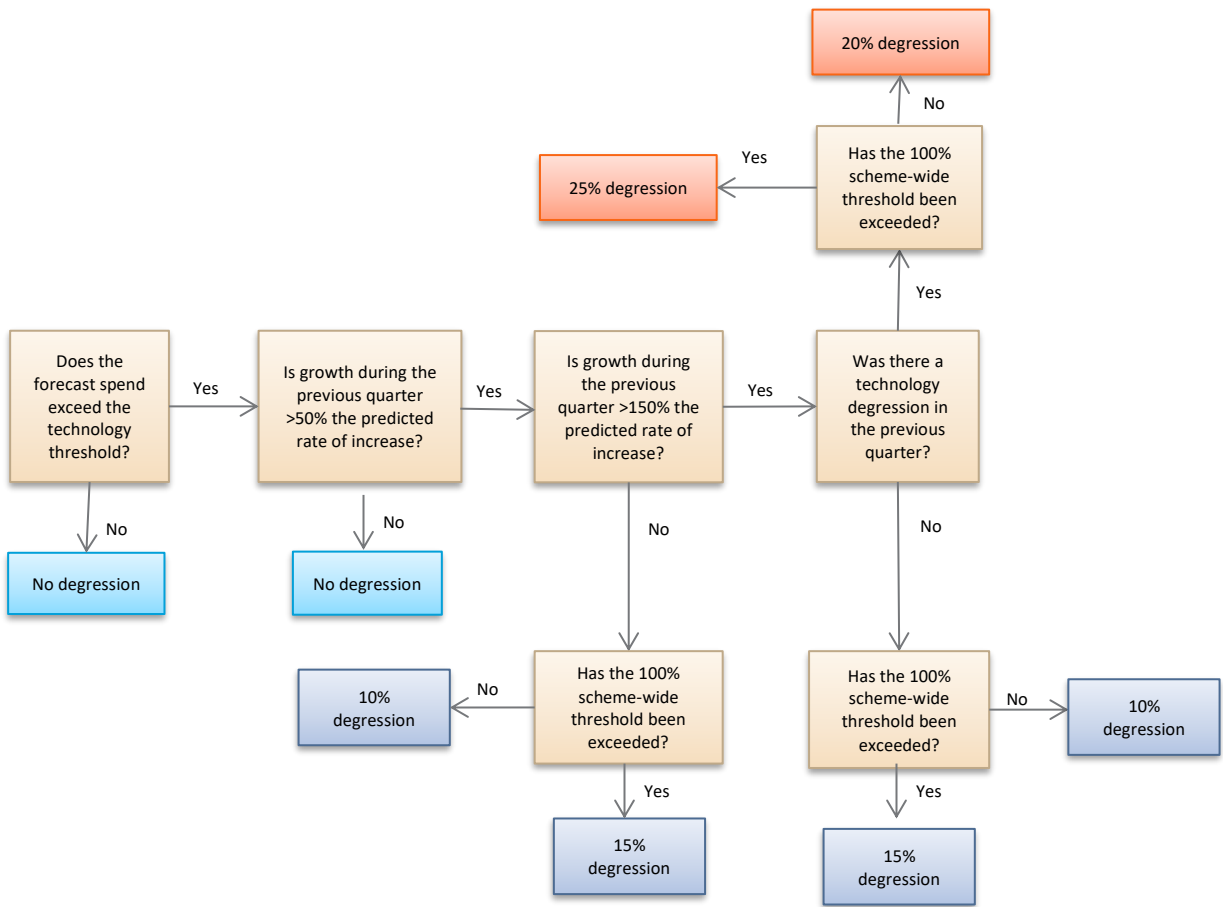 20% degression
No
Has the 100%
scheme-wide
threshold been
exceeded?
Yes
25% degression
Yes
Does the
forecast spend
exceed the
technology
threshold?
Yes
Is growth during the
previous quarter
>50% the predicted
rate of increase?
Yes
Is growth during
the previous
quarter >150% the
predicted rate of
increase?
Yes
Was there a
technology
degression in
the previous
quarter?
No
No degression
No
No degression
No
No
10%
degression
No
Has the 100%
scheme-wide
threshold been
exceeded?
Has the 100%
scheme-wide
threshold been
exceeded?
No
10%
degression
Yes
15%
degression
Yes
15%
degression